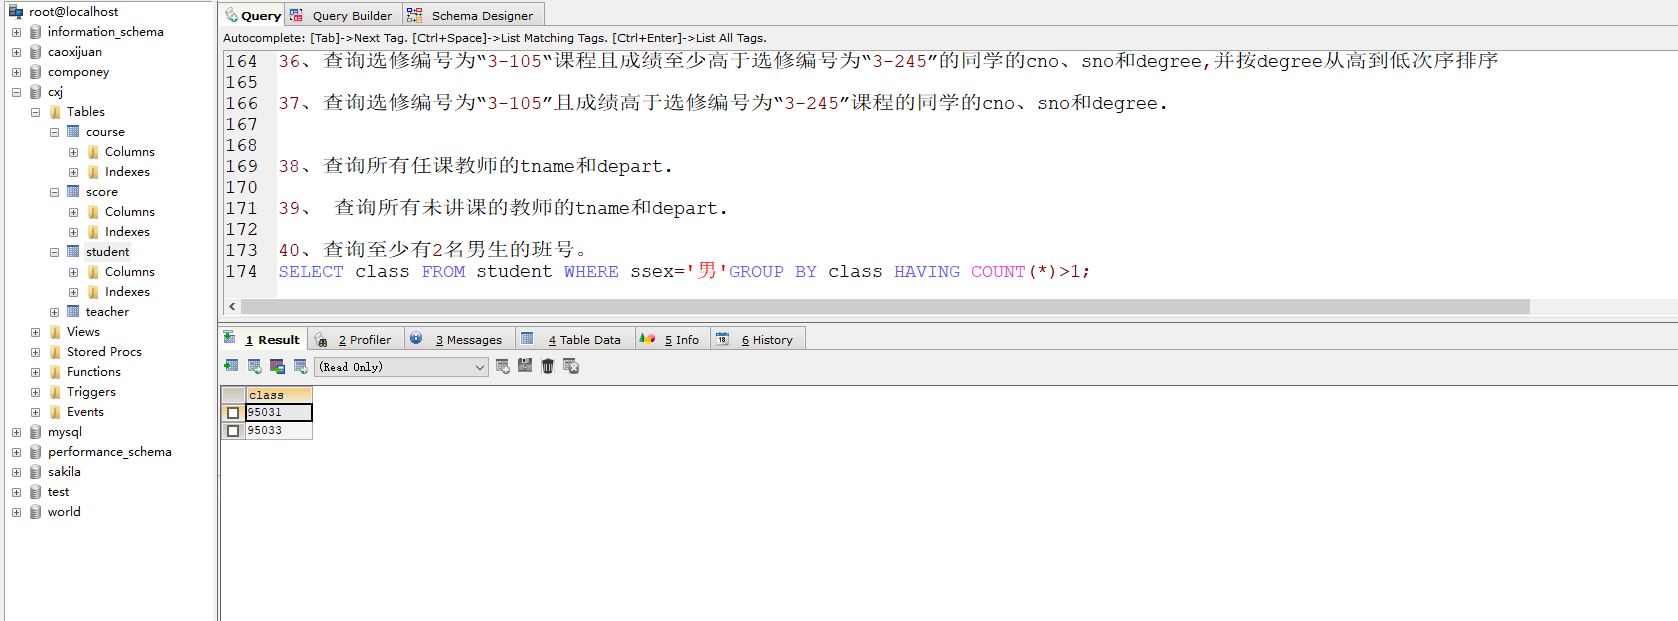 root@localhost
information_schema
caoxijuan
componey
cxj
Tables
course
Columns
Indexes
score
Columns
Indexes
student
Columns
Indexes
teacher
Views
Stored Procs
Functions
Triggers
Events
mysql
performance_schema
sakila
test
world
Query
Query Builder
Schema Designer
Autocomplete: [Tab]->Next Tag. [Ctrl+Space]->List Matching Tags. [Ctrl+Enter]->List All Tags.
164 36、查询选修编号为“3-105“课程且成绩至少高于选修编号为“3-245”的同学的cno、sno和degree,并按degree从高到低次序排序
165
166 37、查询选修编号为“3-105”且成绩高于选修编号为“3-245”课程的同学的cno、sno和degree.
167
168
169 38、查询所有任课教师的tname和depart.
170
171 39、 查询所有未讲课的教师的tname和depart.
172
173 40、查询至少有2名男生的班号。
174 SELECT class FROM student WHERE ssex='男'GROUP BY class HAVING COUNT(*)>1;
1 Result
2 Profiler
3 Messages
4 Table Data
5 Info
18
6 History
(Read Only)
class
95031
95033